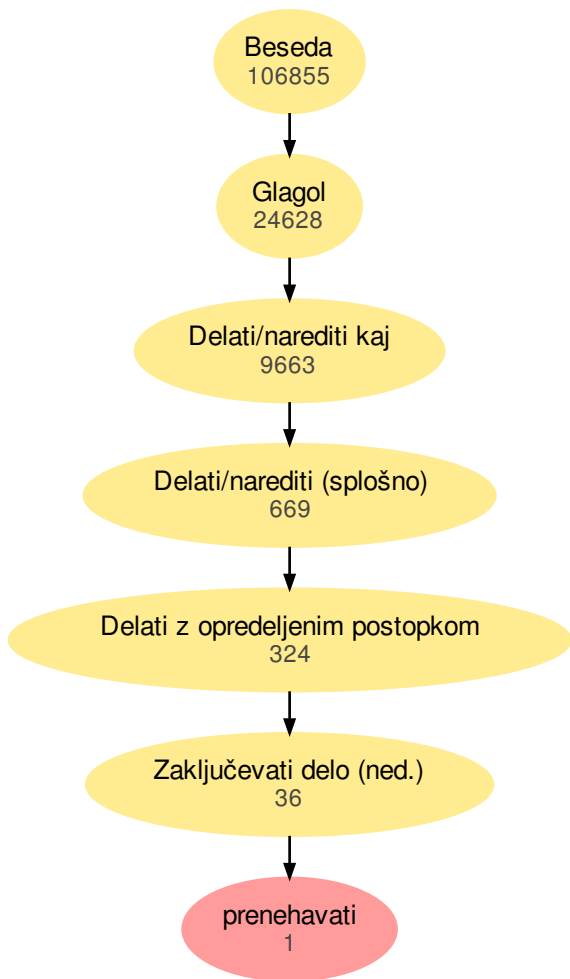 Beseda
106855
Glagol
24628
Delati/narediti kaj
9663
Delati/narediti (splošno)
669
Delati z opredeljenim postopkom
324
Zaključevati delo (ned.)
36
prenehavati
1